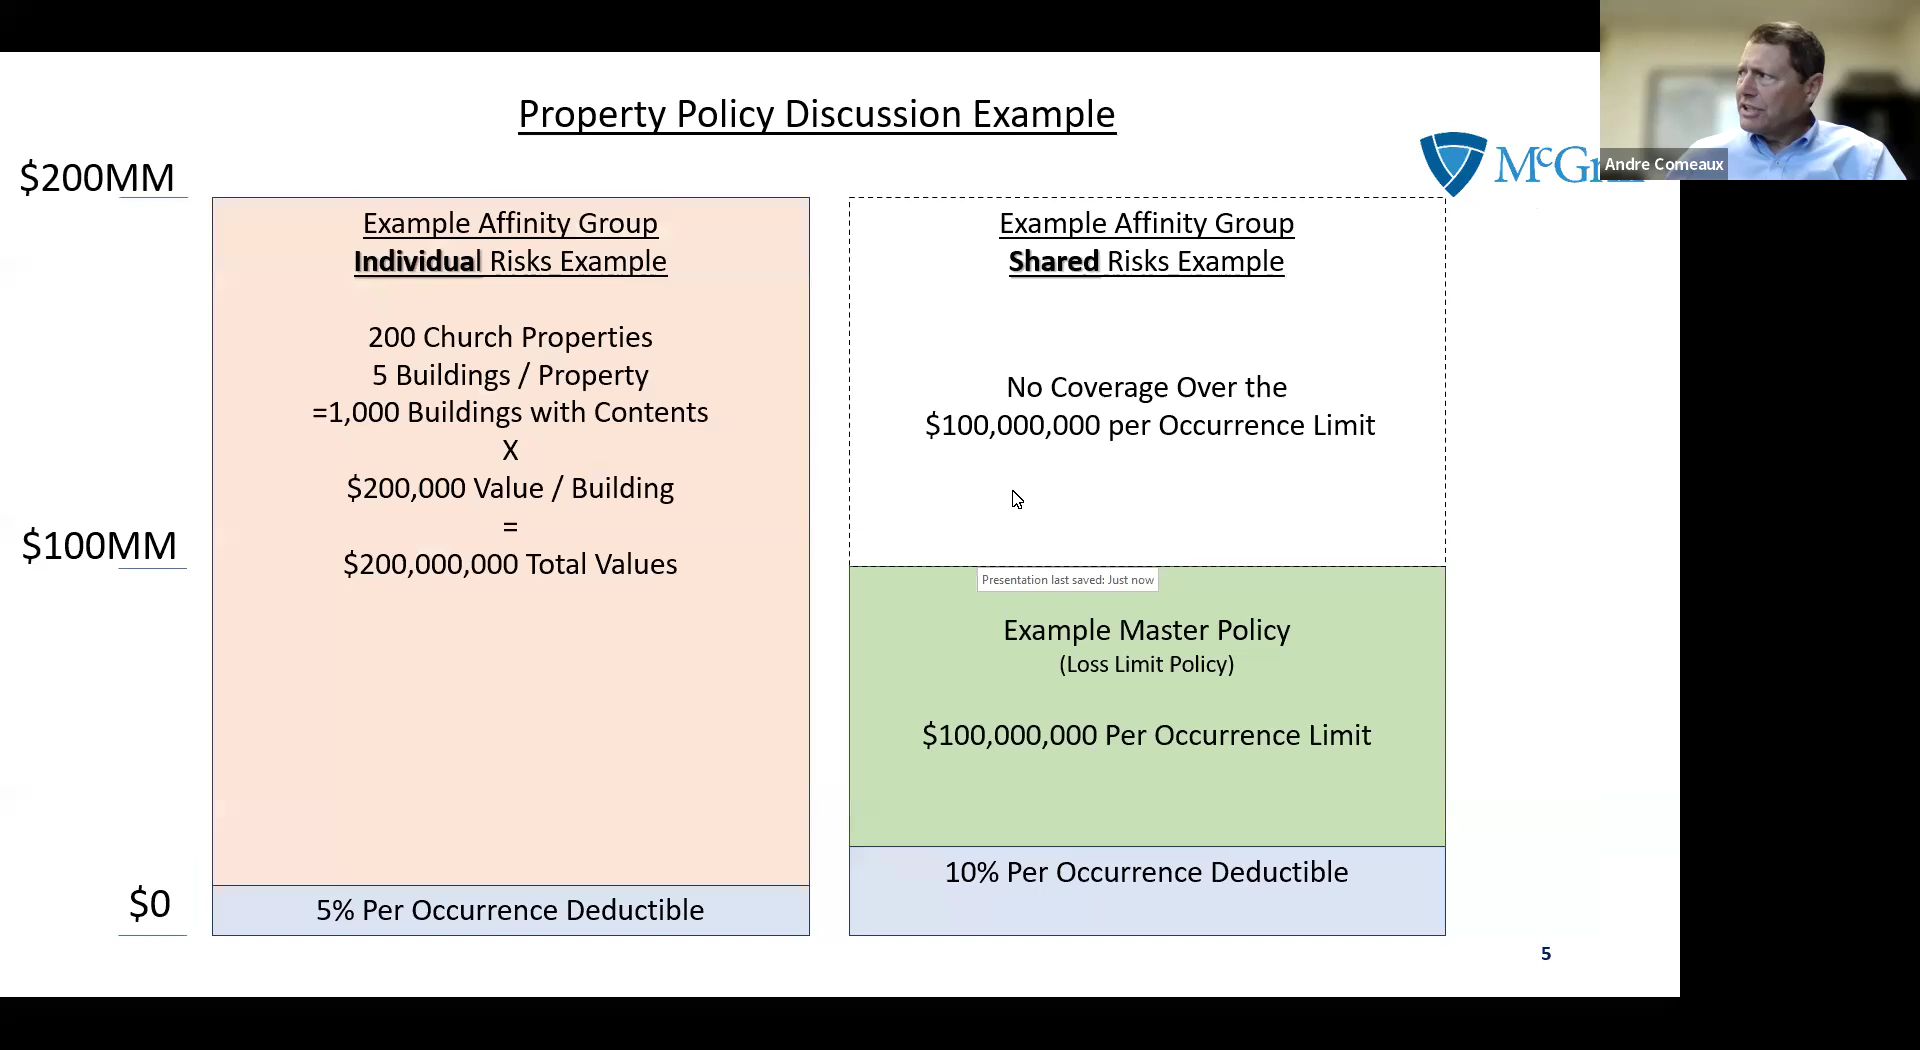 Property Policy Discussion Example
Andre Comeaux
$200MM
Example Affinity Group
Individual Risks Example
200 Church Properties
5 Buildings / Property
=1,000 Buildings with Contents
X
$200,000 Value / Building
=
$200,000,000 Total Values
5% Per Occurrence Deductible
$100MM
$0
Example Affinity Group
Shared Risks Example
No Coverage Over the
$100,000,000 per Occurrence Limit
Presentation last saved: Just now
Example Master Policy
(Loss Limit Policy)
$100,000,000 Per Occurrence Limit
10% Per Occurrence Deductible
5